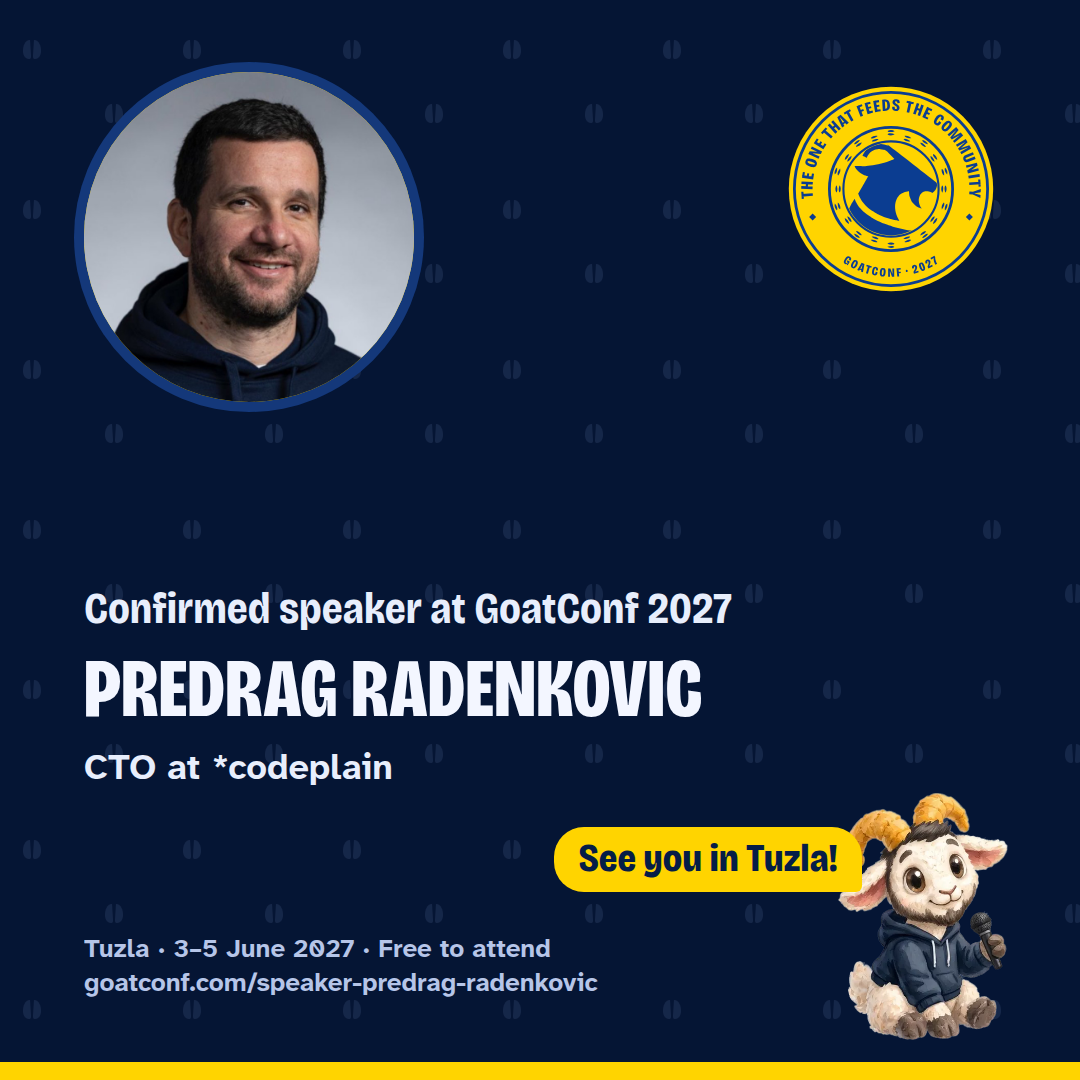 THE ONE THAT FEEDS THE COMMUNITY
GOATCONF · 2027
Confirmed speaker at GoatConf 2027
PREDRAG RADENKOVIC
CTO at *codeplain
See you in Tuzla!
Tuzla · 3–5 June 2027 · Free to attend
goatconf.com/speaker-predrag-radenkovic